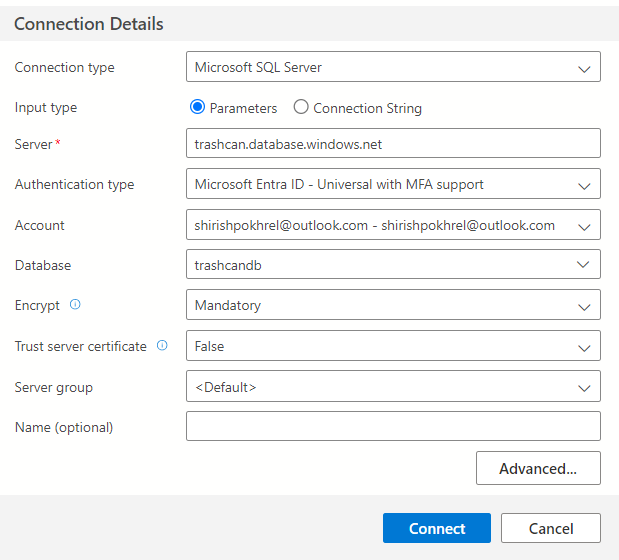 Connection Details
Connection type Microsoft SQL Server
Input type Parameters Connection String
Server* trashcan.database.windows.net
Authentication type Microsoft Entra ID - Universal with MFA support
Account shirishpokhrel@outlook.com - shirishpokhrel@outlook.com
Database trashcandb
Encrypt Mandatory
Trust server certificate False
Server group <Default>
Name (optional)
Advanced...
Connect Cancel